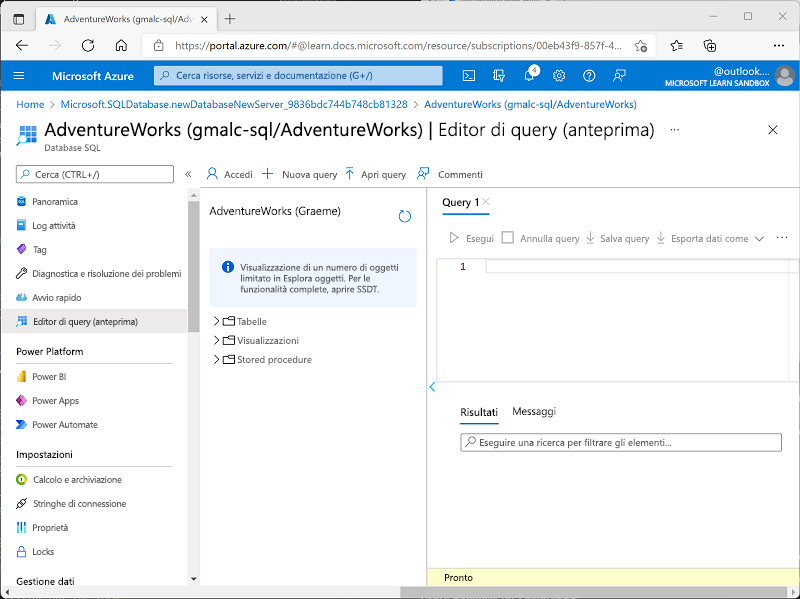 AdventureWorks (gmalc-sql/Adv
https://portal.azure.com/#@learn.docs.microsoft.com/resource/subscriptions/00eb43f9-857f-4...
Microsoft Azure
Cerca risorse, servizi e documentazione (G+/)
4
@outlook....
MICROSOFT LEARN SANDBOX
Home > Microsoft.SQLDatabase.newDatabaseNewServer_9836bdc744b748cb81328 > AdventureWorks (gmalc-sql/AdventureWorks)
AdventureWorks (gmalc-sql/AdventureWorks) | Editor di query (anteprima) ...
Database SQL
Cerca (CTRL+/)
Accedi
Nuova query
Apri query
Commenti
Panoramica
Log attività
Tag
Diagnostica e risoluzione dei problemi
Avvio rapido
Editor di query (anteprima)
Power Platform
Power BI
Power Apps
Power Automate
Impostazioni
Calcolo e archiviazione
Stringhe di connessione
Proprietà
Locks
Gestione dati
AdventureWorks (Graeme)
Visualizzazione di un numero di oggetti
limitato in Esplora oggetti. Per le
funzionalità complete, aprire SSDT.
Tabelle
Visualizzazioni
Stored procedure
Query 1
Esegui
Annulla query
Salva query
Esporta dati come
1
Risultati
Messaggi
Eseguire una ricerca per filtrare gli elementi...
Pronto